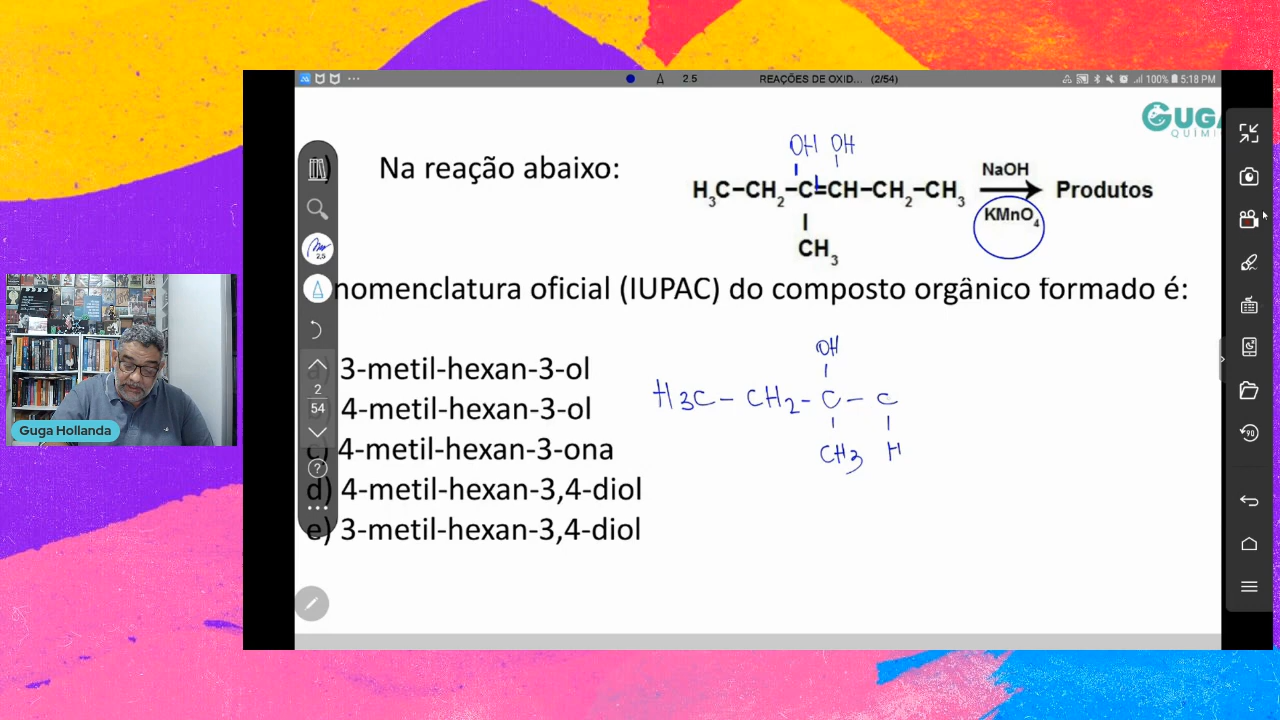 2.5
REAÇÕES DE OXID... (2/54)
100% 5:18 PM
GUGA
QUÍMI
) Na reação abaixo:
OH OH
H3C–CH2–C=CH–CH2–CH3
CH3
NaOH
KMnO4
Produtos
nomenclatura oficial (IUPAC) do composto orgânico formado é:
a) 3-metil-hexan-3-ol
b) 4-metil-hexan-3-ol
c) 4-metil-hexan-3-ona
d) 4-metil-hexan-3,4-diol
e) 3-metil-hexan-3,4-diol
OH
H3C – CH2 – C – C
CH3 H
2.5
2
54
?
90
Guga Hollanda